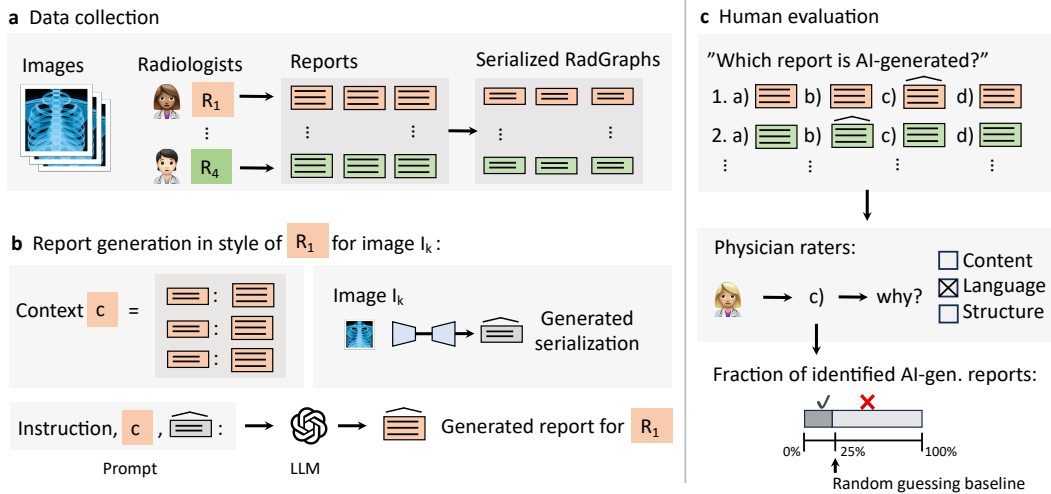 a Data collection
Images
Radiologists
Reports
Serialized RadGraphs
R1
⋮
⋮
⋮
R4
b Report generation in style of R1 for image Ik:
Context c =
:
:
:
Image Ik
Generated
serialization
Instruction, c , :
Generated report for R1
Prompt
LLM
c Human evaluation
”Which report is AI-generated?”
1. a) b) c) d)
2. a) b) c) d)
⋮ ⋮ ⋮ ⋮
Physician raters:
c)
why?
Content
Language
Structure
Fraction of identified AI-gen. reports:
0% 25% 100%
Random guessing baseline